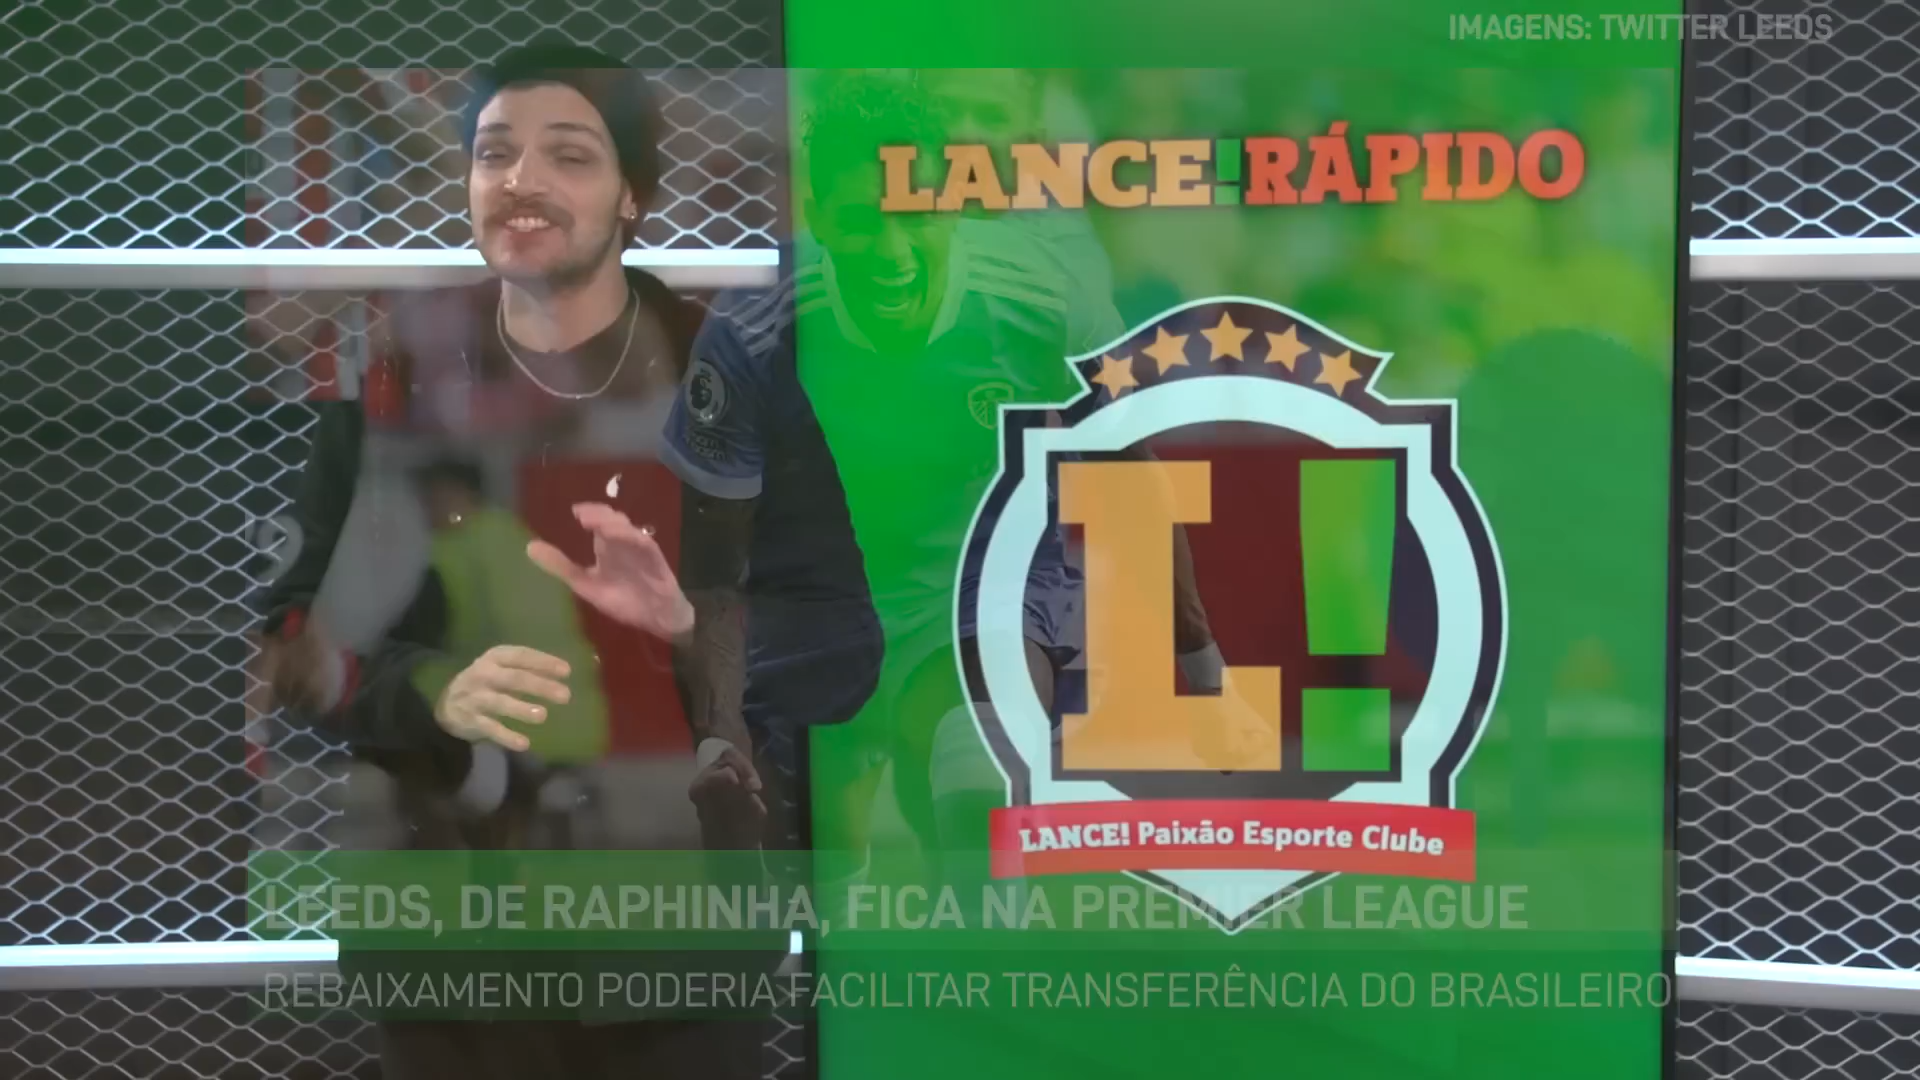 IMAGENS: TWITTER LEEDS
LANCE!RÁPIDO
L!
LANCE! Paixão Esporte Clube
LEEDS, DE RAPHINHA, FICA NA PREMIER LEAGUE
REBAIXAMENTO PODERIA FACILITAR TRANSFERÊNCIA DO BRASILEIRO